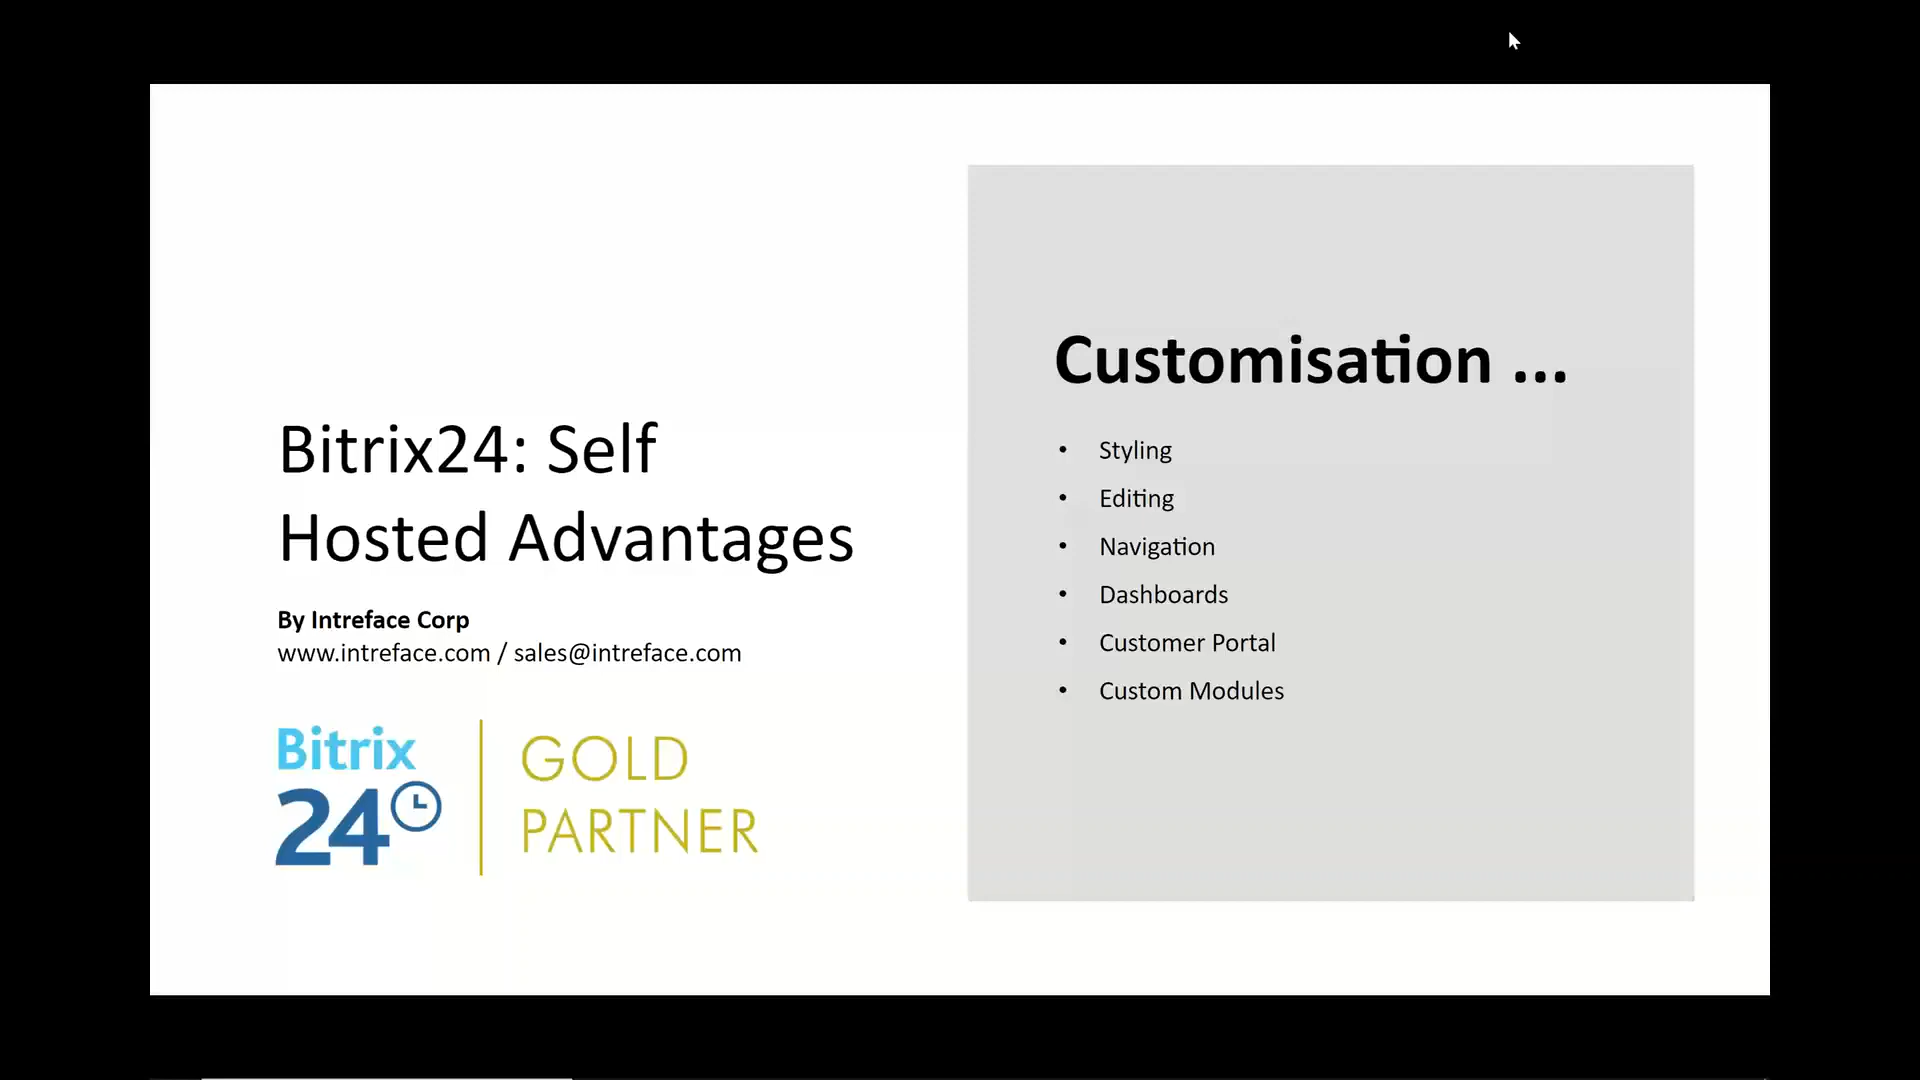 Bitrix24: Self
Hosted Advantages
By Intreface Corp
www.intreface.com / sales@intreface.com
Bitrix
24
GOLD
PARTNER
Customisation ...
• Styling
• Editing
• Navigation
• Dashboards
• Customer Portal
• Custom Modules